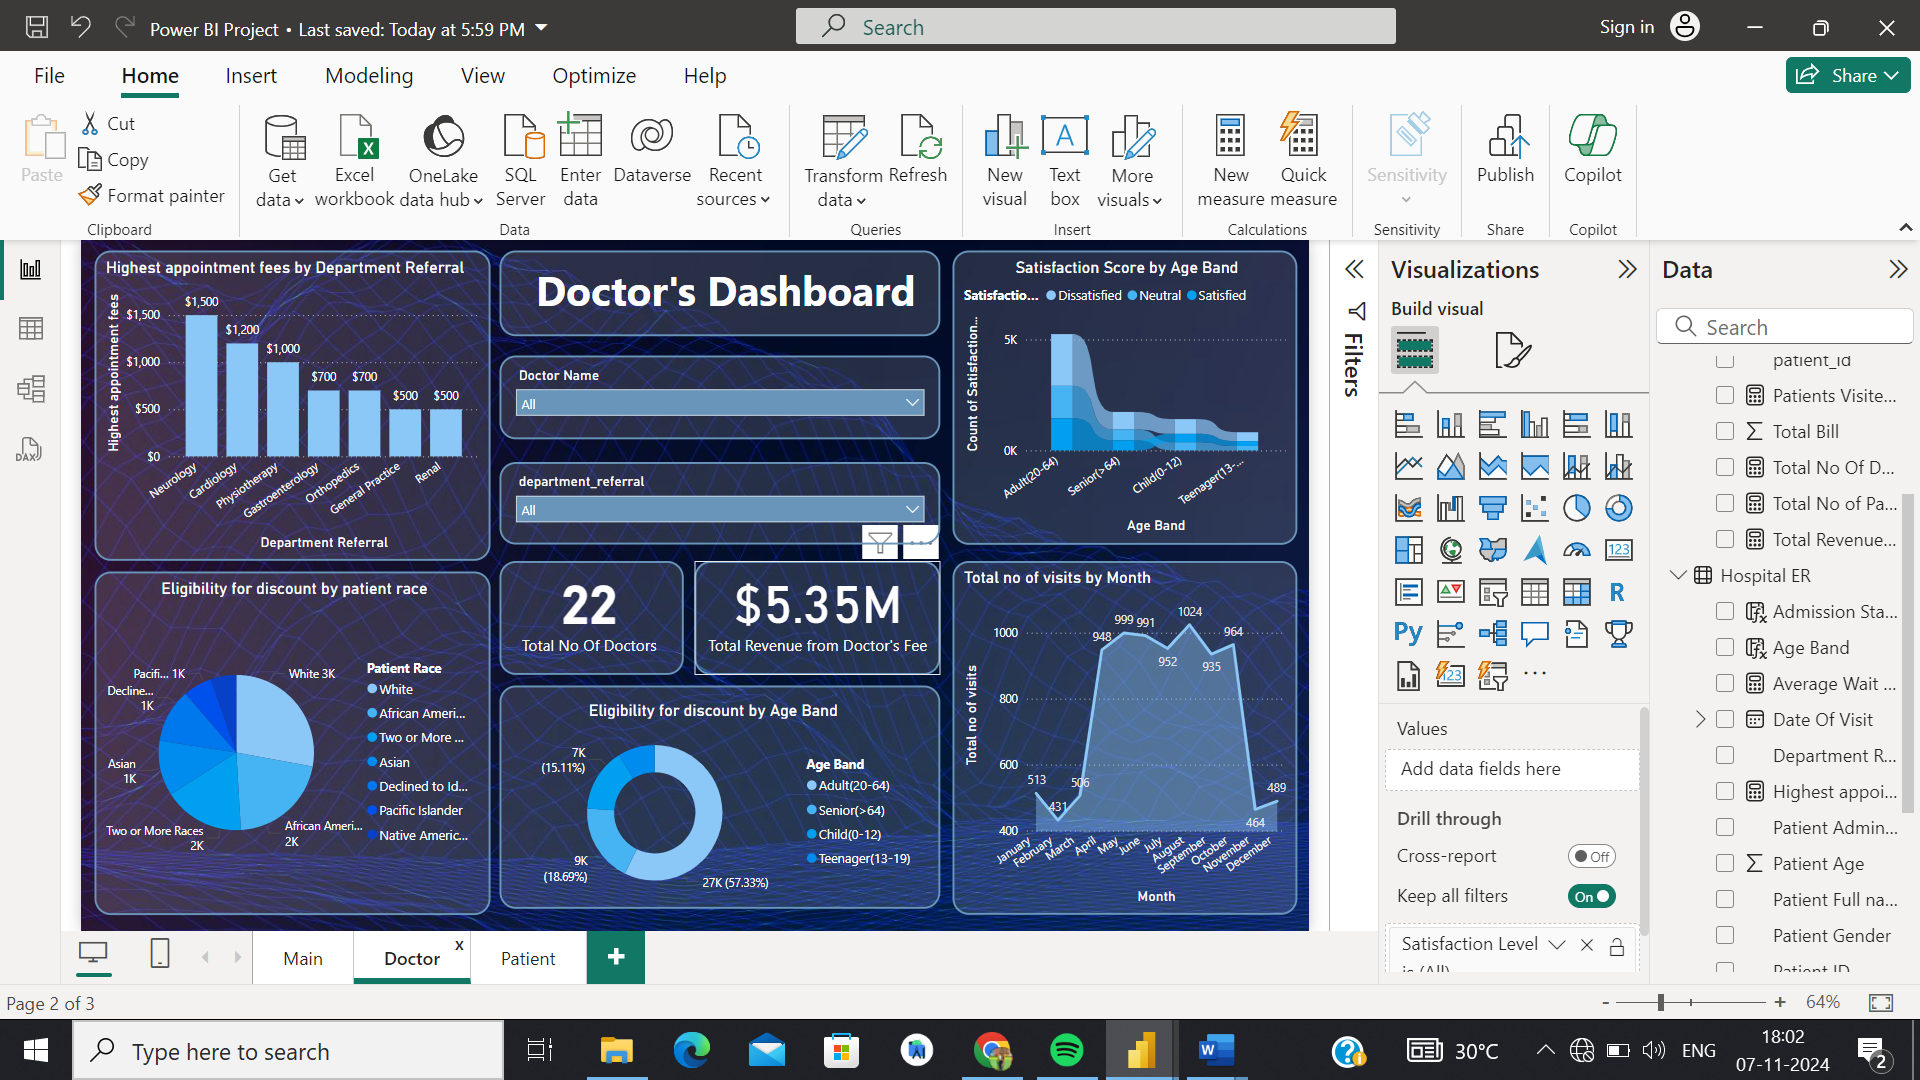 Power BI Project • Last saved: Today at 5:59 PM
Search
Sign in
File
Home
Insert
Modeling
View
Optimize
Help
Share
Paste
Cut
Copy
Format painter
Clipboard
Get
data
Excel
workbook
OneLake
data hub
SQL
Server
Enter
data
Dataverse
Recent
sources
Data
Transform
data
Refresh
Queries
New
visual
A
Text
box
More
visuals
Insert
New
measure
Quick
measure
Calculations
Sensitivity
Sensitivity
Publish
Share
Copilot
Copilot
DAX
Highest appointment fees by Department Referral
Highest appointment fees
$1,500
$1,000
$500
$0
$1,500
$1,200
$1,000
$700
$700
$500
$500
Neurology
Cardiology
Physiotherapy
Gastroenterology
Orthopedics
General Practice
Renal
Department Referral
Doctor's Dashboard
Doctor Name
All
department_referral
All
22
Total No Of Doctors
$5.35M
Total Revenue from Doctor's Fee
Satisfaction Score by Age Band
Satisfactio...
Dissatisfied
Neutral
Satisfied
Count of Satisfaction...
5K
0K
Adult(20-64)
Senior(>64)
Child(0-12)
Teenager(13-...
Age Band
Eligibility for discount by patient race
White 3K
African Ameri...
2K
Two or More Races
2K
Asian
1K
Decline...
1K
Pacifi... 1K
Patient Race
White
African Ameri...
Two or More ...
Asian
Declined to Id...
Pacific Islander
Native Americ...
Eligibility for discount by Age Band
7K
(15.11%)
9K
(18.69%)
27K (57.33%)
Age Band
Adult(20-64)
Senior(>64)
Child(0-12)
Teenager(13-19)
Total no of visits by Month
Total no of visits
1000
800
600
400
513
431
506
948
999
991
952
1024
935
964
464
489
January
February
March
April
May
June
July
August
September
October
November
December
Month
Filters
Visualizations
Build visual
123
R
Py
123
Values
Add data fields here
Drill through
Cross-report
Off
Keep all filters
On
Satisfaction Level
is (All)
Data
Search
patient_id
Patients Visite...
Total Bill
Total No Of D...
Total No of Pa...
Total Revenue...
Hospital ER
Admission Sta...
Age Band
Average Wait ...
Date Of Visit
Department R...
Highest appoi...
Patient Admin...
Patient Age
Patient Full na...
Patient Gender
Patient ID
Main
Doctor
x
Patient
+
Page 2 of 3
-
+
64%
Type here to search
W
30°C
ENG
18:02
07-11-2024
2